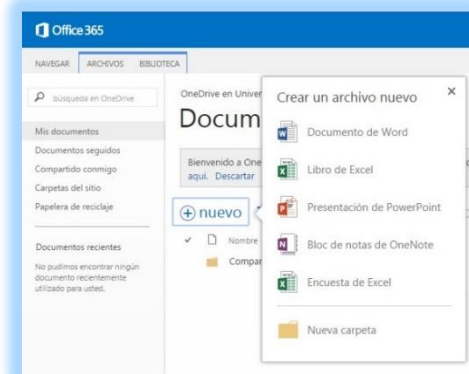 Office 365
NAVEGAR ARCHIVOS BIBLIOTECA
búsqueda en OneDrive
Mis documentos
Documentos seguidos
Compartido conmigo
Carpetas del sitio
Papelera de reciclaje
Documentos recientes
No pudimos encontrar ningún
documento recientemente
utilizado para usted.
OneDrive en Univer
Docum
Bienvenido a One
aquí. Descartar
nuevo
Nombre
Compar
Crear un archivo nuevo
Documento de Word
Libro de Excel
Presentación de PowerPoint
Bloc de notas de OneNote
Encuesta de Excel
Nueva carpeta